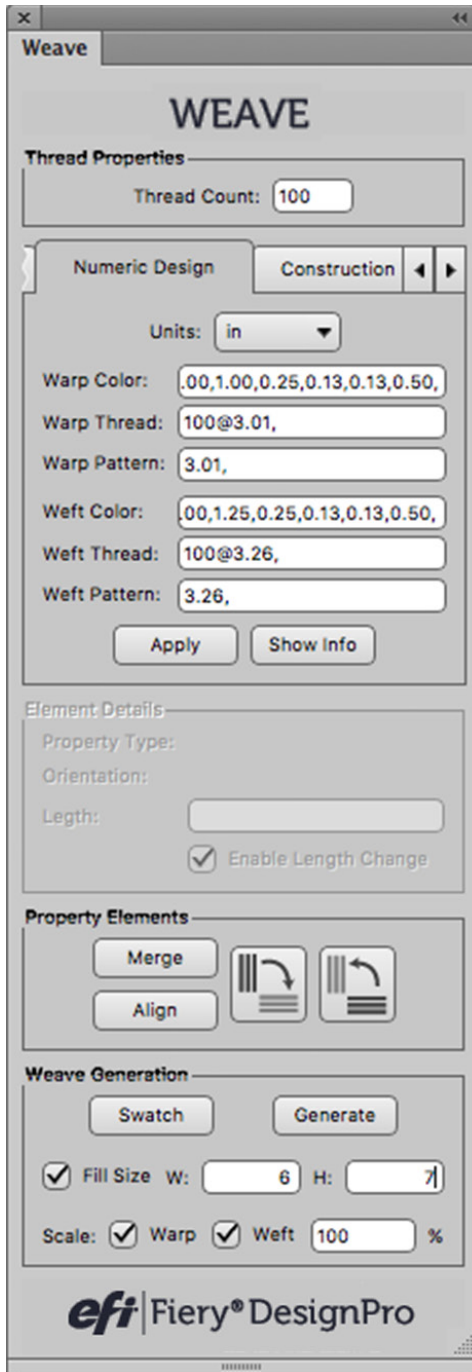 Weave
WEAVE
Thread Properties
Thread Count: 100
Numeric Design Construction
Units: in
Warp Color: .00,1.00,0.25,0.13,0.13,0.50,
Warp Thread: 100@3.01,
Warp Pattern: 3.01,
Weft Color: .00,1.25,0.25,0.13,0.13,0.50,
Weft Thread: 100@3.26,
Weft Pattern: 3.26,
Apply Show Info
Element Details
Property Type:
Orientation:
Legth:
Enable Length Change
Property Elements
Merge
Align
Weave Generation
Swatch Generate
Fill Size W: 6 H: 7
Scale: Warp Weft 100 %
efi Fiery® DesignPro